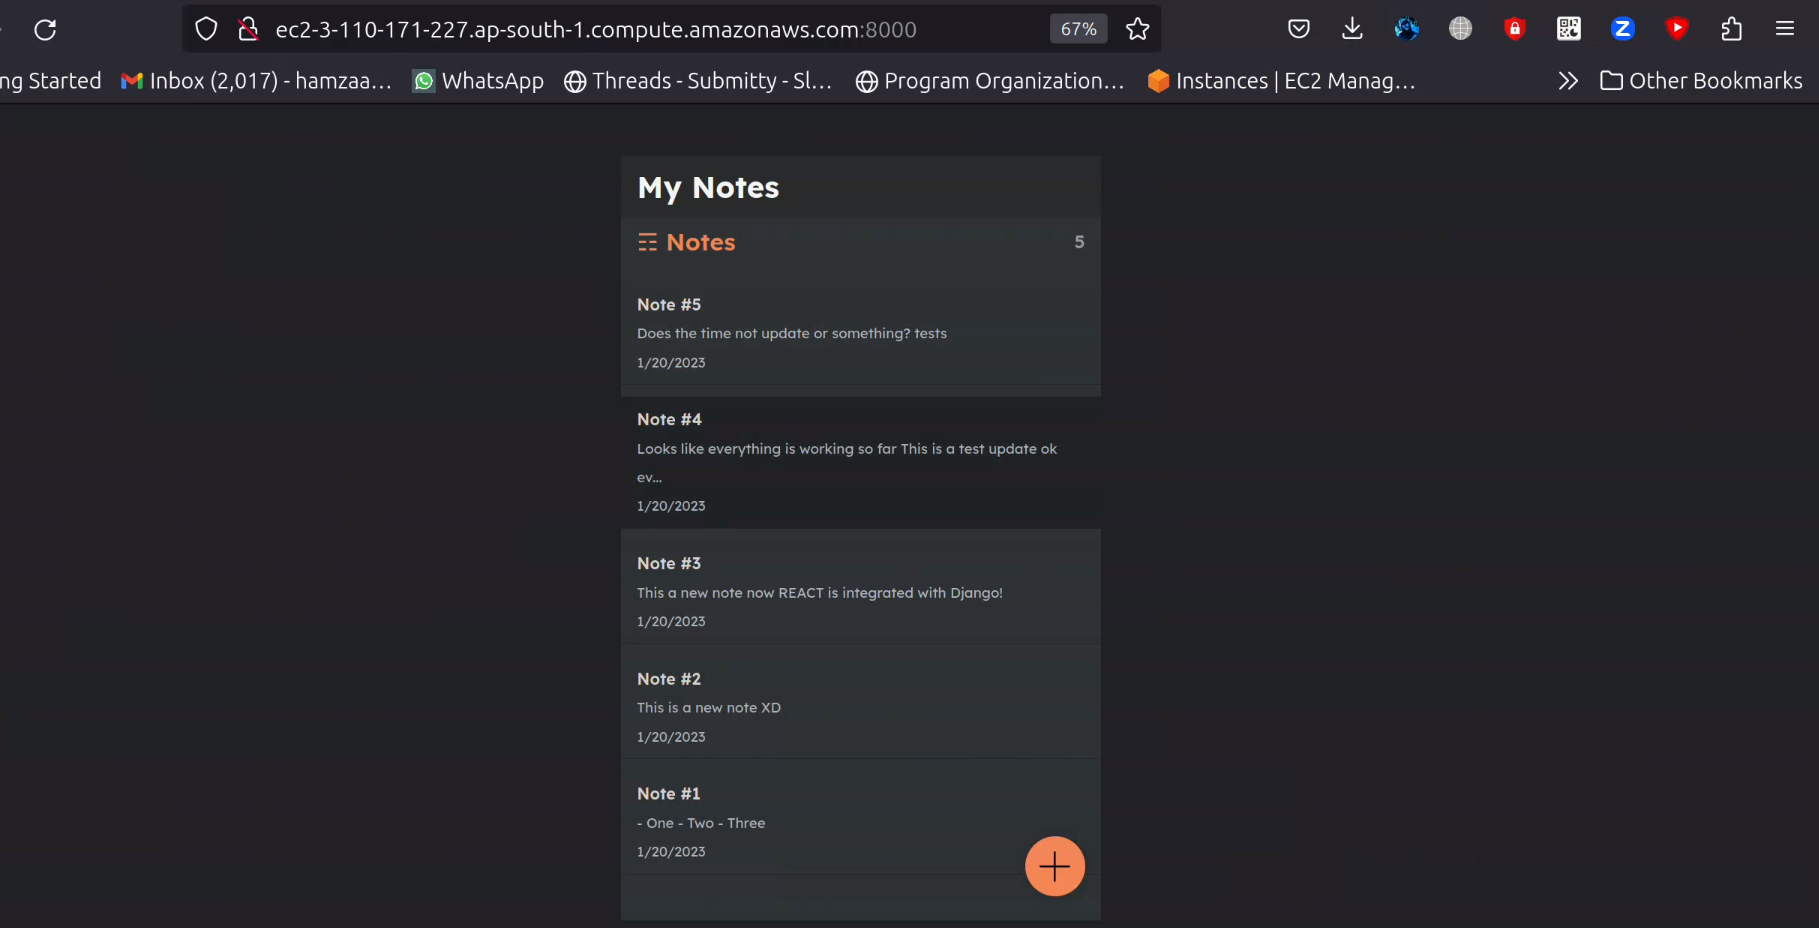 ec2-3-110-171-227.ap-south-1.compute.amazonaws.com:8000 67%
ng Started Inbox (2,017) - hamzaa... WhatsApp Threads - Submitty - Sl... Program Organization... Instances | EC2 Manag... Other Bookmarks
My Notes
Notes 5
Note #5
Does the time not update or something? tests
1/20/2023
Note #4
Looks like everything is working so far This is a test update ok
ev...
1/20/2023
Note #3
This a new note now REACT is integrated with Django!
1/20/2023
Note #2
This is a new note XD
1/20/2023
Note #1
- One - Two - Three
1/20/2023